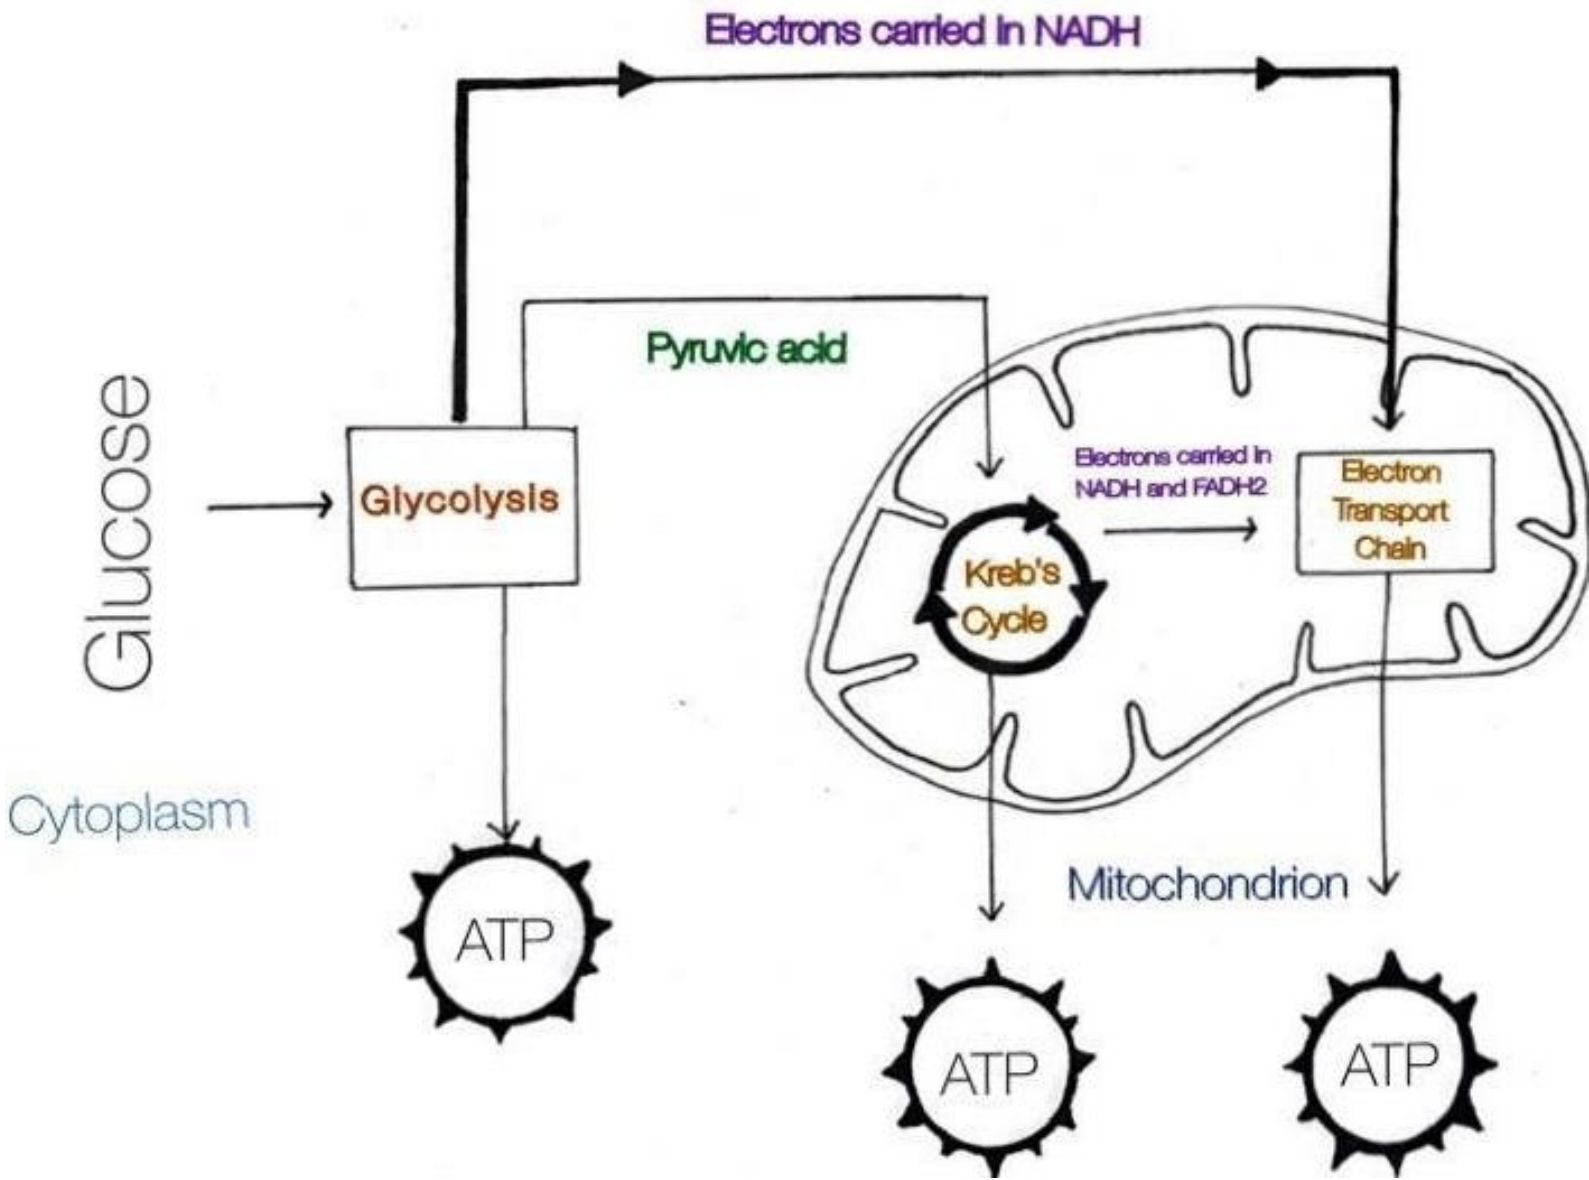 Electrons carried in NADH
Pyruvic acid
Glucose
Glycolysis
Electrons carried in
NADH and FADH2
Electron
Transport
Chain
Kreb's
Cycle
Cytoplasm
Mitochondrion
ATP
ATP
ATP